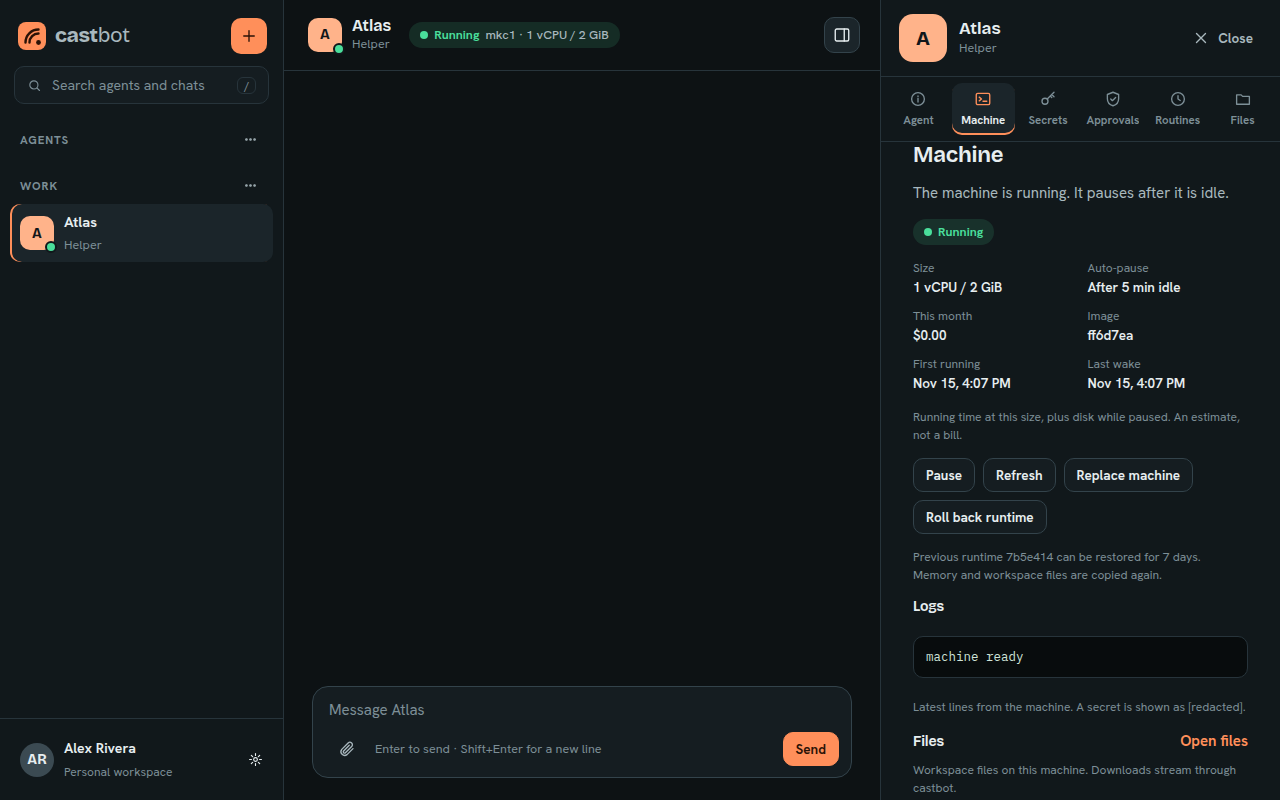 castbot
Search agents and chats
/
AGENTS
WORK
A
Atlas
Helper
AR
Alex Rivera
Personal workspace
A
Atlas
Helper
Running mkc1 · 1 vCPU / 2 GiB
Message Atlas
Enter to send · Shift+Enter for a new line
Send
A
Atlas
Helper
Close
Agent
Machine
Secrets
Approvals
Routines
Files
Machine
The machine is running. It pauses after it is idle.
Running
Size
1 vCPU / 2 GiB
Auto-pause
After 5 min idle
This month
$0.00
Image
ff6d7ea
First running
Nov 15, 4:07 PM
Last wake
Nov 15, 4:07 PM
Running time at this size, plus disk while paused. An estimate,
not a bill.
Pause
Refresh
Replace machine
Roll back runtime
Previous runtime 7b5e414 can be restored for 7 days.
Memory and workspace files are copied again.
Logs
machine ready
Latest lines from the machine. A secret is shown as [redacted].
Files
Open files
Workspace files on this machine. Downloads stream through
castbot.